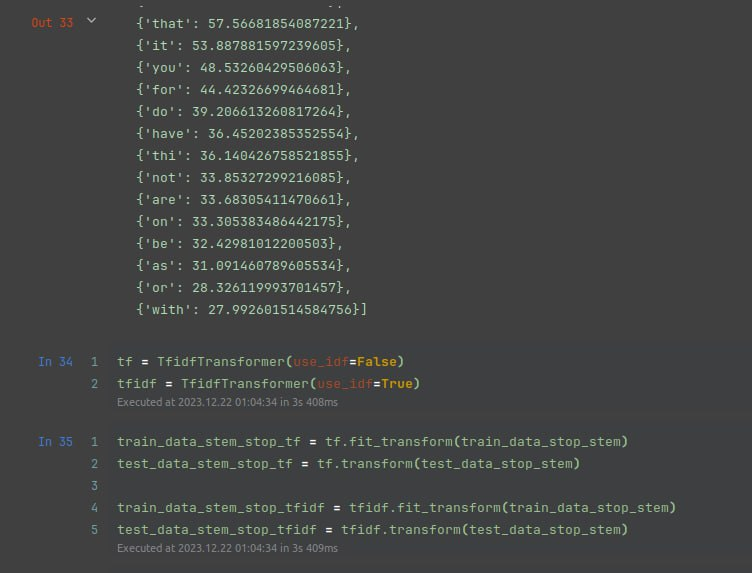 Out 33
{'that': 57.56681854087221},
{'it': 53.887881597239605},
{'you': 48.53260429506063},
{'for': 44.42326699464681},
{'do': 39.206613260817264},
{'have': 36.45202385352554},
{'thi': 36.140426758521855},
{'not': 33.85327299216085},
{'are': 33.68305411470661},
{'on': 33.305383486442175},
{'be': 32.42981012200503},
{'as': 31.091460789605534},
{'or': 28.326119993701457},
{'with': 27.992601514584756}]
In 34 1 tf = TfidfTransformer(use_idf=False)
2 tfidf = TfidfTransformer(use_idf=True)
Executed at 2023.12.22 01:04:34 in 3s 408ms
In 35 1 train_data_stem_stop_tf = tf.fit_transform(train_data_stop_stem)
2 test_data_stem_stop_tf = tf.transform(test_data_stop_stem)
3
4 train_data_stem_stop_tfidf = tfidf.fit_transform(train_data_stop_stem)
5 test_data_stem_stop_tfidf = tfidf.transform(test_data_stop_stem)
Executed at 2023.12.22 01:04:34 in 3s 409ms